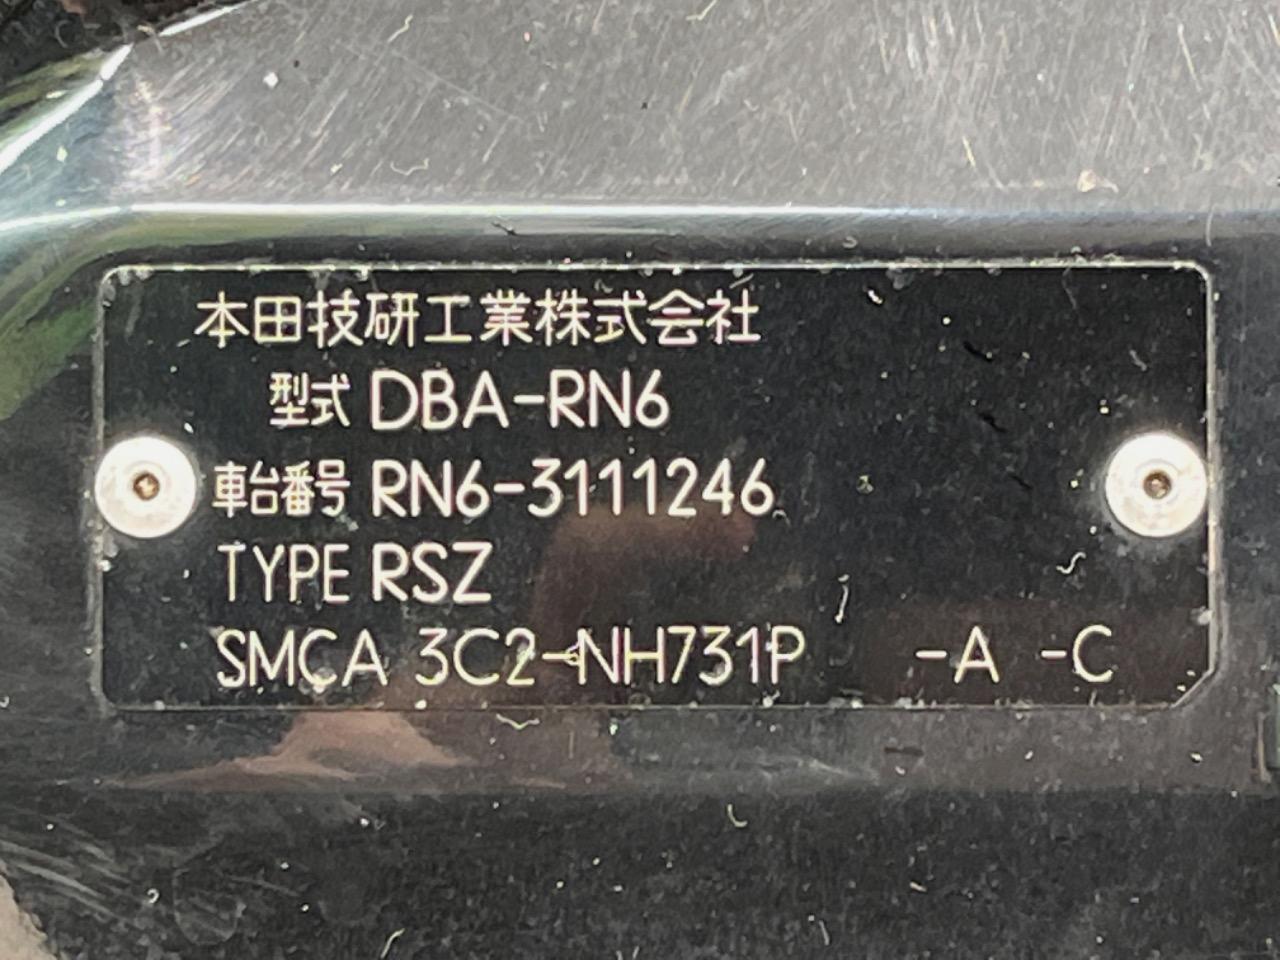 本田技研工業株式会社
型式 DBA-RN6
車台番号 RN6-3111246
TYPE RSZ
SMCA 3C2-NH731P -A -C